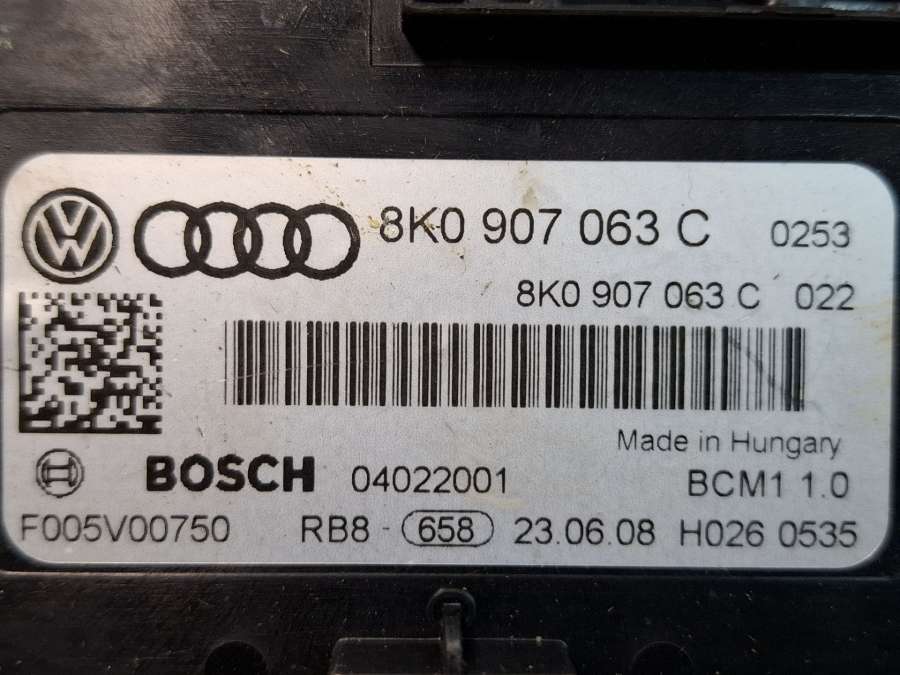 8K0 907 063 C 0253
8K0 907 063 C 022
Made in Hungary
BOSCH 04022001 BCM1 1.0
F005V00750 RB8 - 658 23.06.08 H026 0535